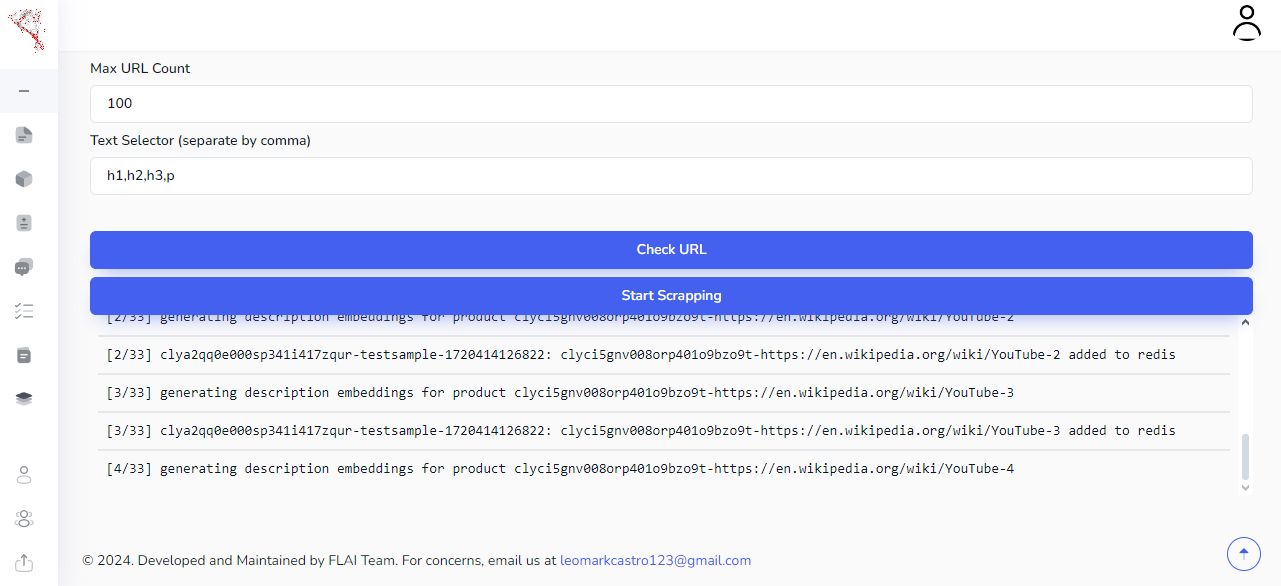 Max URL Count
100
Text Selector (separate by comma)
h1,h2,h3,p
Check URL
Start Scrapping
[2/33] generating description embeddings for product clyci5gnv008orp401o9bzo9t-https://en.wikipedia.org/wiki/YouTube-2
[2/33] clya2qq0e000sp341i417zqur-testsample-1720414126822: clyci5gnv008orp401o9bzo9t-https://en.wikipedia.org/wiki/YouTube-2 added to redis
[3/33] generating description embeddings for product clyci5gnv008orp401o9bzo9t-https://en.wikipedia.org/wiki/YouTube-3
[3/33] clya2qq0e000sp341i417zqur-testsample-1720414126822: clyci5gnv008orp401o9bzo9t-https://en.wikipedia.org/wiki/YouTube-3 added to redis
[4/33] generating description embeddings for product clyci5gnv008orp401o9bzo9t-https://en.wikipedia.org/wiki/YouTube-4
© 2024. Developed and Maintained by FLAI Team. For concerns, email us at leomarkcastro123@gmail.com